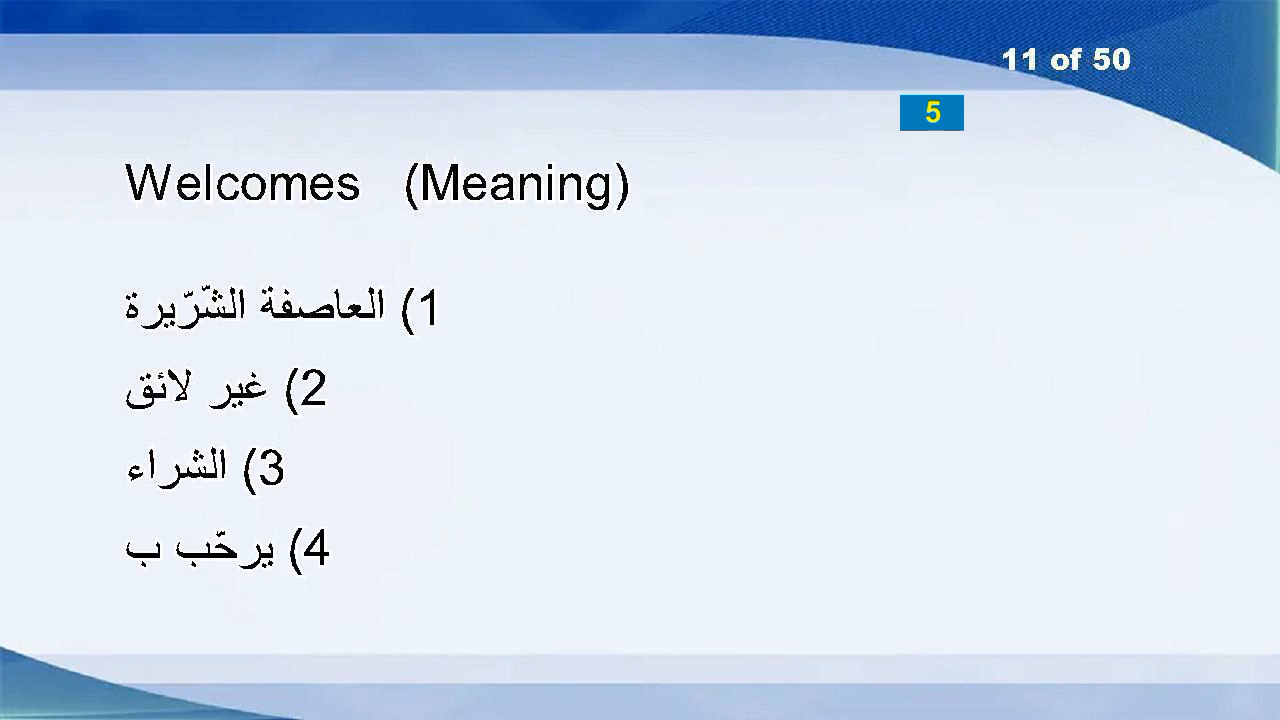 11 of 50
5
Welcomes (Meaning)
1) العاصفة الشّرّيرة
2) غير لائق
3) الشراء
4) يرحّب ب